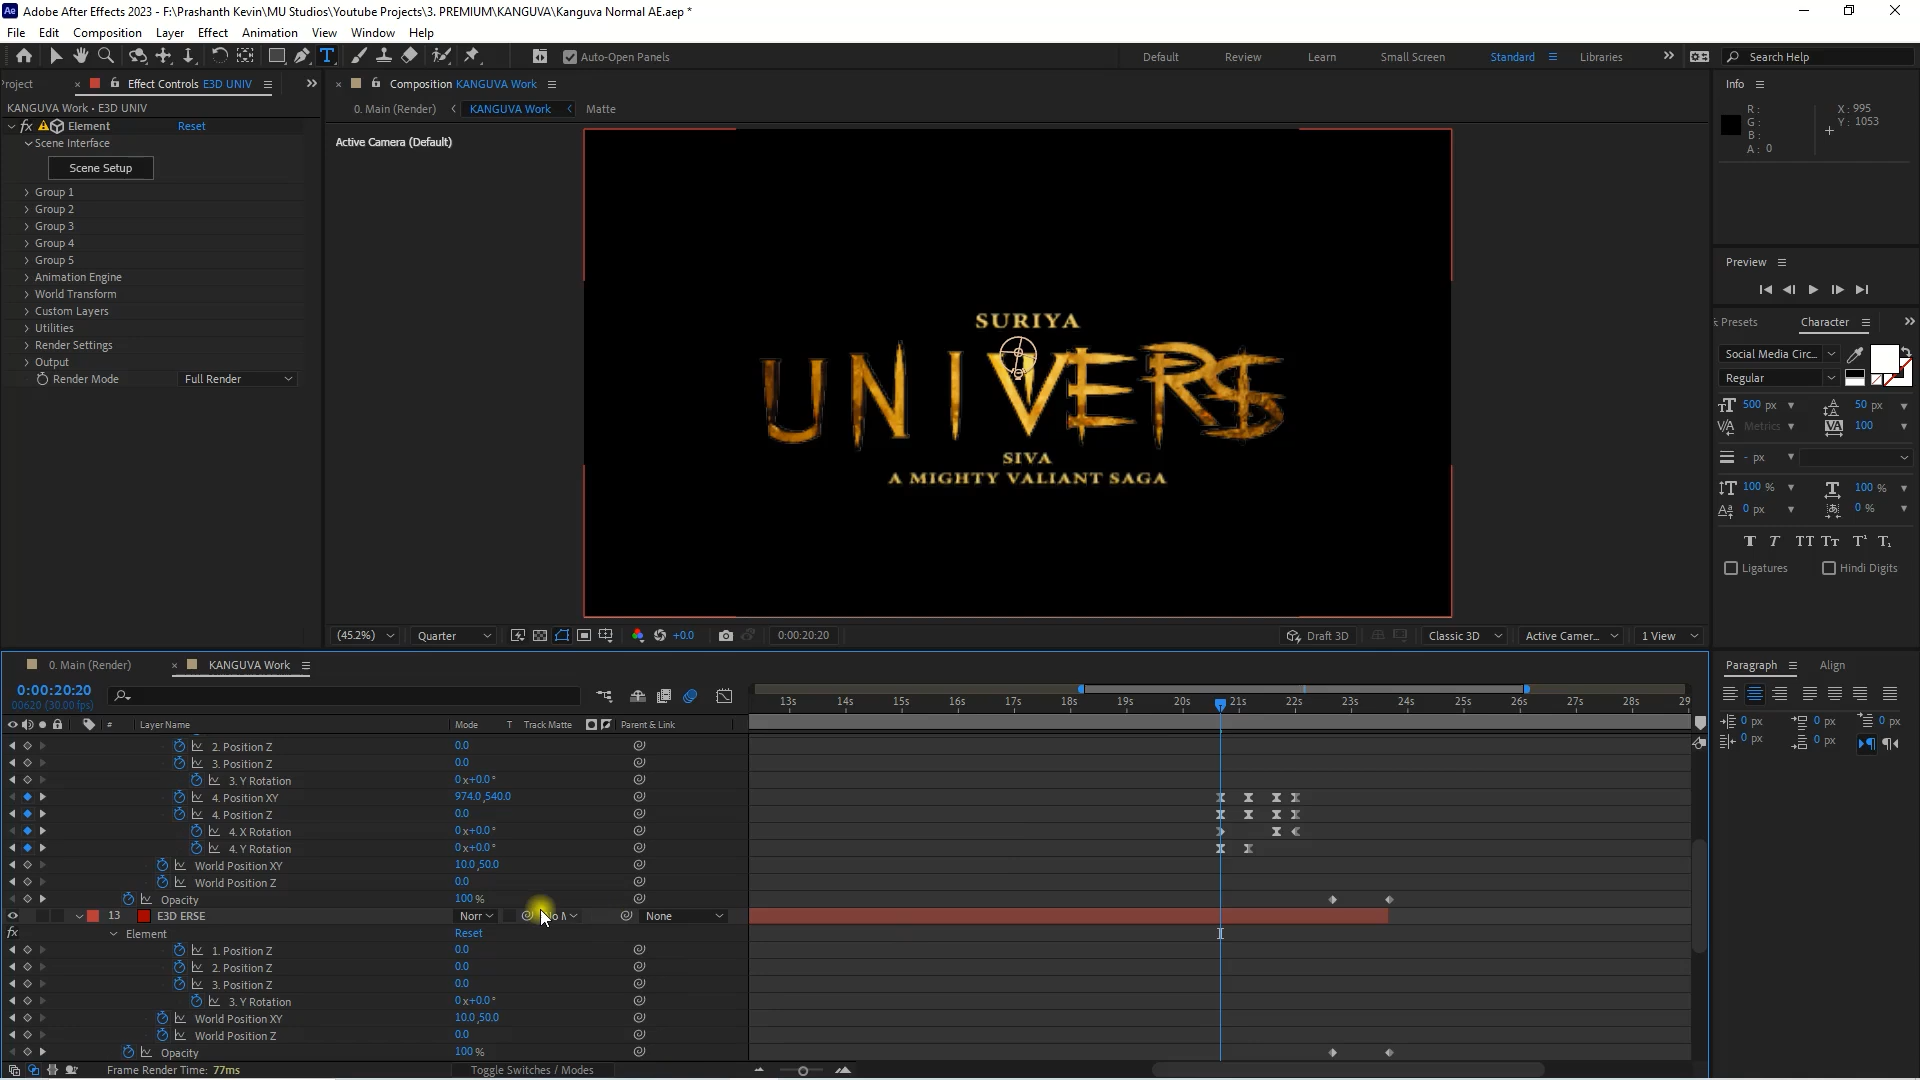 Adobe After Effects 2023 - F:\Prashanth Kevin\MU Studios\Youtube Projects\3. PREMIUM\KANGUVA\Kanguva Normal AE.aep *
File Edit Composition Layer Effect Animation View Window Help
Auto-Open Panels
Default Review Learn Small Screen Standard Libraries
Search Help
roject Effect Controls E3D UNIV
KANGUVA Work • E3D UNIV
fx Element Reset
Scene Interface
Scene Setup
Group 1
Group 2
Group 3
Group 4
Group 5
Animation Engine
World Transform
Custom Layers
Utilities
Render Settings
Output
Render Mode Full Render
Composition KANGUVA Work
0. Main (Render) KANGUVA Work Matte
Active Camera (Default)
SURIYA
UNIVERS
SIVA
A MIGHTY VALIANT SAGA
(45.2%) Quarter +0.0 0:00:20:20 Draft 3D Classic 3D Active Camer... 1 View
Info
R:
G:
B:
A: 0
X: 995
Y: 1053
Preview
Presets Character
Social Media Circ...
Regular
500 px 50 px
Metrics 100
- px
100 % 100 %
0 px 0 %
Ligatures Hindi Digits
Paragraph Align
0 px 0 px 0 px
0 px 0 px
0. Main (Render) KANGUVA Work
0:00:20:20
00620 (30.00 fps)
13s 14s 15s 16s 17s 18s 19s 20s 21s 22s 23s 24s 25s 26s 27s 28s 29
# Layer Name Mode T Track Matte Parent & Link
2. Position Z 0.0
3. Position Z 0.0
3. Y Rotation 0x+0.0°
4. Position XY 974.0,540.0
4. Position Z 0.0
4. X Rotation 0x+0.0°
4. Y Rotation 0x+0.0°
World Position XY 10.0,50.0
World Position Z 0.0
Opacity 100 %
13 E3D ERSE Norr None
fx Element Reset
1. Position Z 0.0
2. Position Z 0.0
3. Position Z 0.0
3. Y Rotation 0x+0.0°
World Position XY 10.0,50.0
World Position Z 0.0
Opacity 100 %
Frame Render Time: 77ms Toggle Switches / Modes